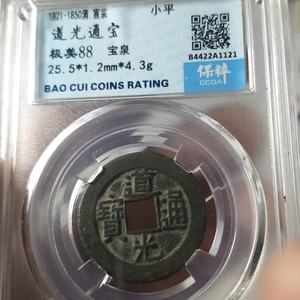 1821-1850清 宣宗 小平
道光通宝
极美88 宝泉
25.5*1.2mm*4.3g
B4422A1121
保粹
CCGA
BAO CUI COINS RATING
道光通寶